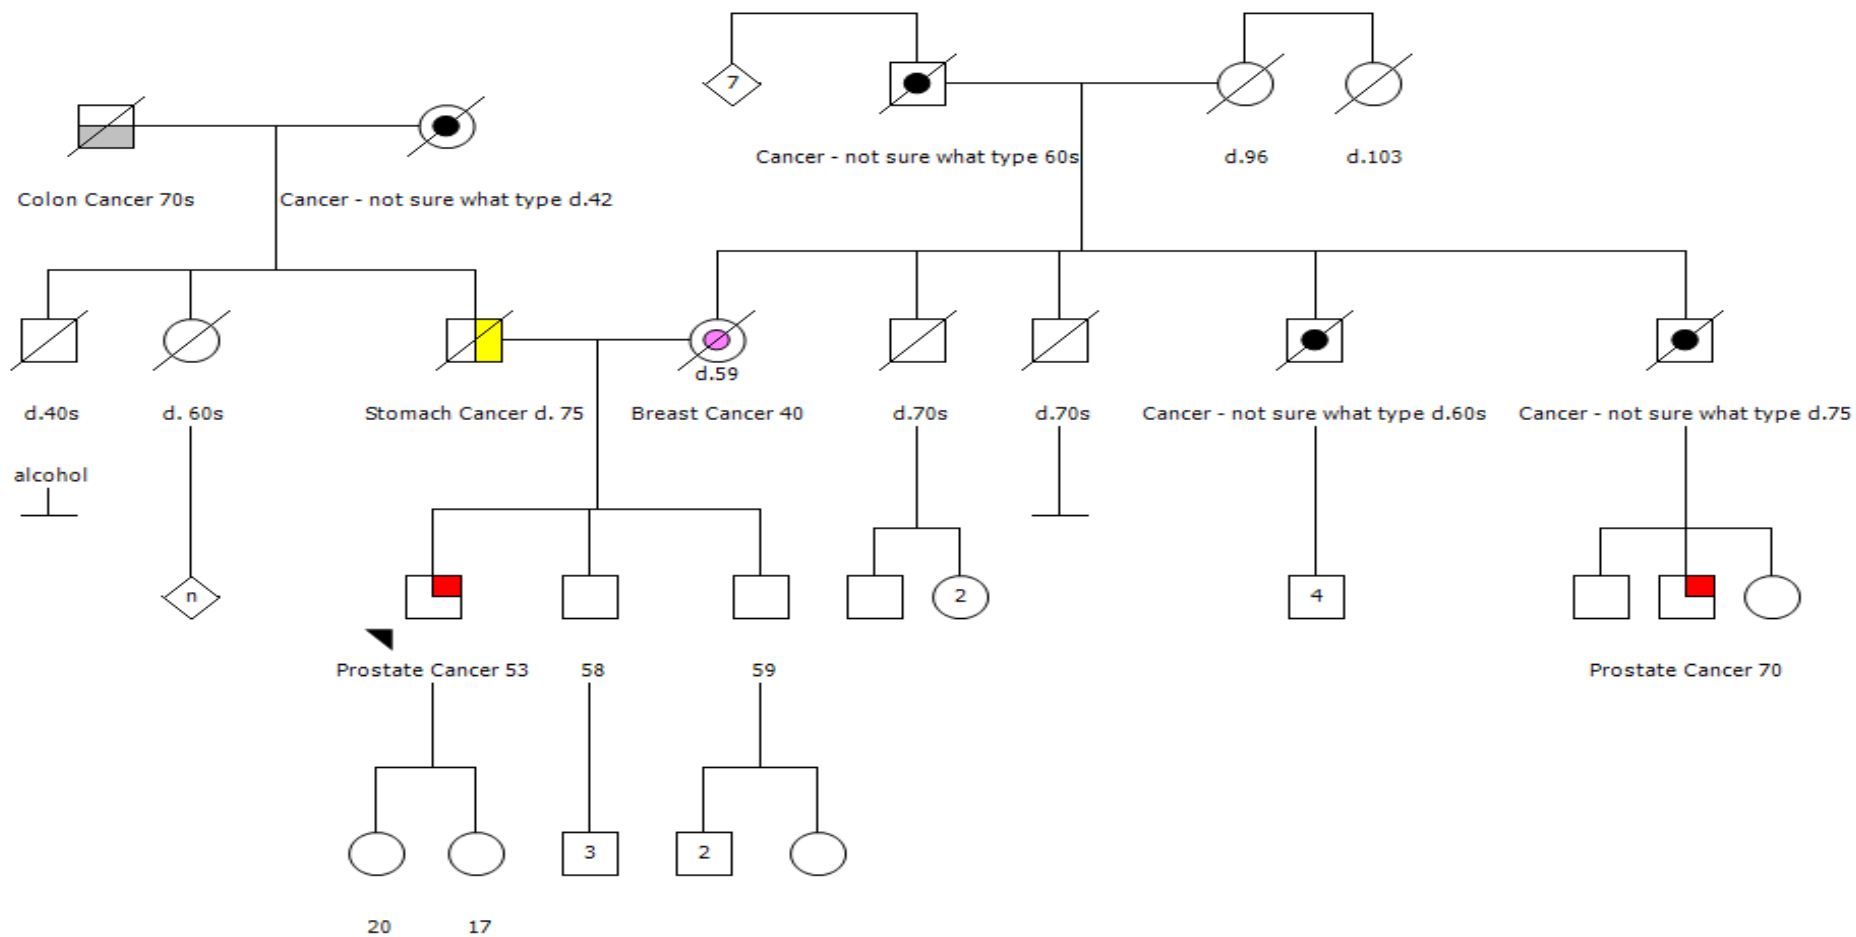 7
Cancer - not sure what type 60s
d.96
d.103
Colon Cancer 70s
Cancer - not sure what type d.42
d.59
d.40s
d. 60s
Stomach Cancer d. 75
Breast Cancer 40
d.70s
d.70s
Cancer - not sure what type d.60s
Cancer - not sure what type d.75
alcohol
n
2
4
Prostate Cancer 53
58
59
Prostate Cancer 70
3
2
20
17